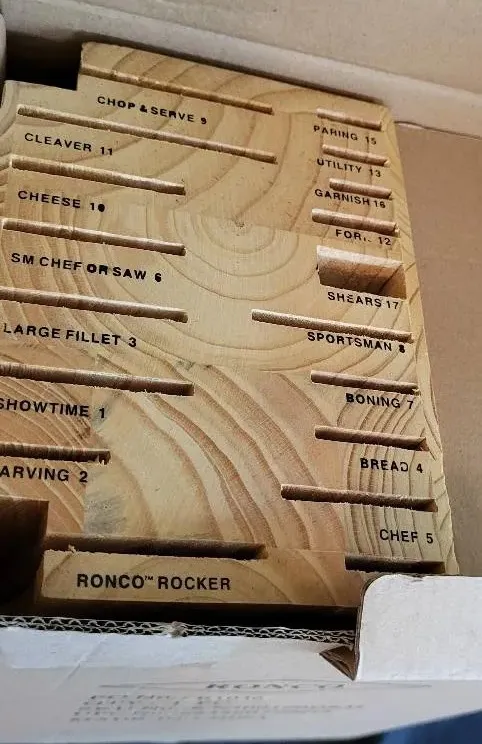 CHOP & SERVE 9
CLEAVER 11
CHEESE 10
SM CHEF OR SAW 6
LARGE FILLET 3
SHOWTIME 1
ARVING 2
RONCO™ ROCKER
PARING 15
UTILITY 13
GARNISH 16
FOR.. 12
SHEARS 17
SPORTSMAN 8
BONING 7
BREAD 4
CHEF 5
RONCO